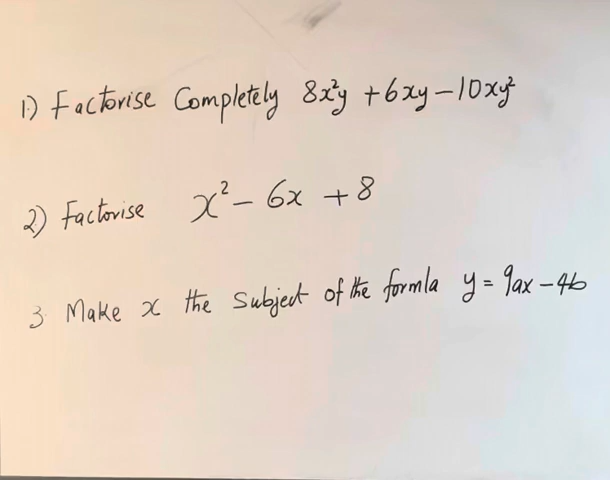 1.) Factorise Completely 8x²y + 6xy – 10xy²
2) Factorise x² – 6x + 8
3 Make x the subject of the formla y = 9ax – 4b